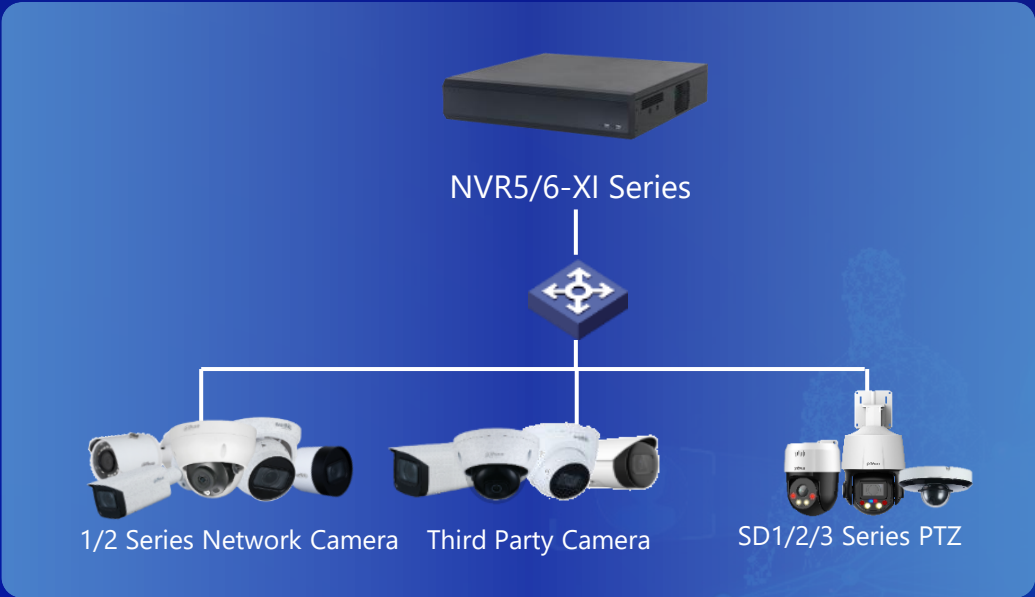 NVR5/6-XI Series
1/2 Series Network Camera
Third Party Camera
SD1/2/3 Series PTZ